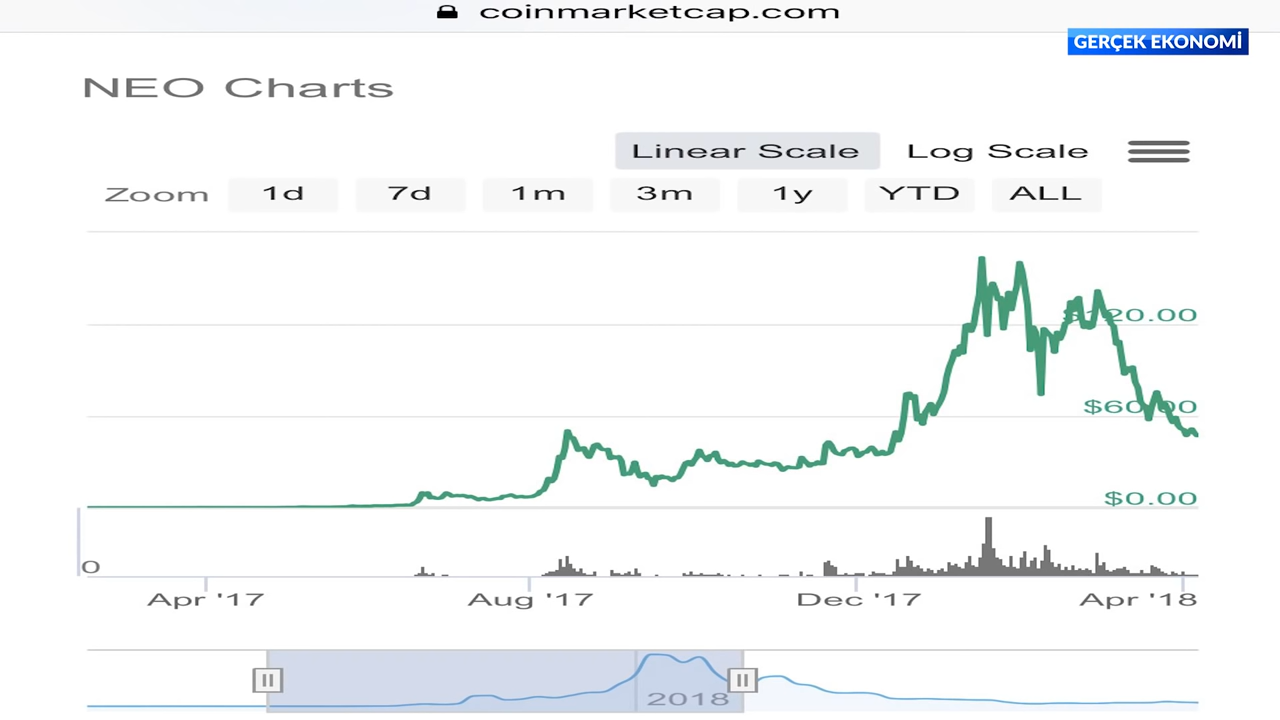 coinmarketcap.com
GERÇEK EKONOMİ
NEO Charts
Linear Scale Log Scale
Zoom 1d 7d 1m 3m 1y YTD ALL
$120.00
$60.00
$0.00
0
Apr '17 Aug '17 Dec '17 Apr '18
2018